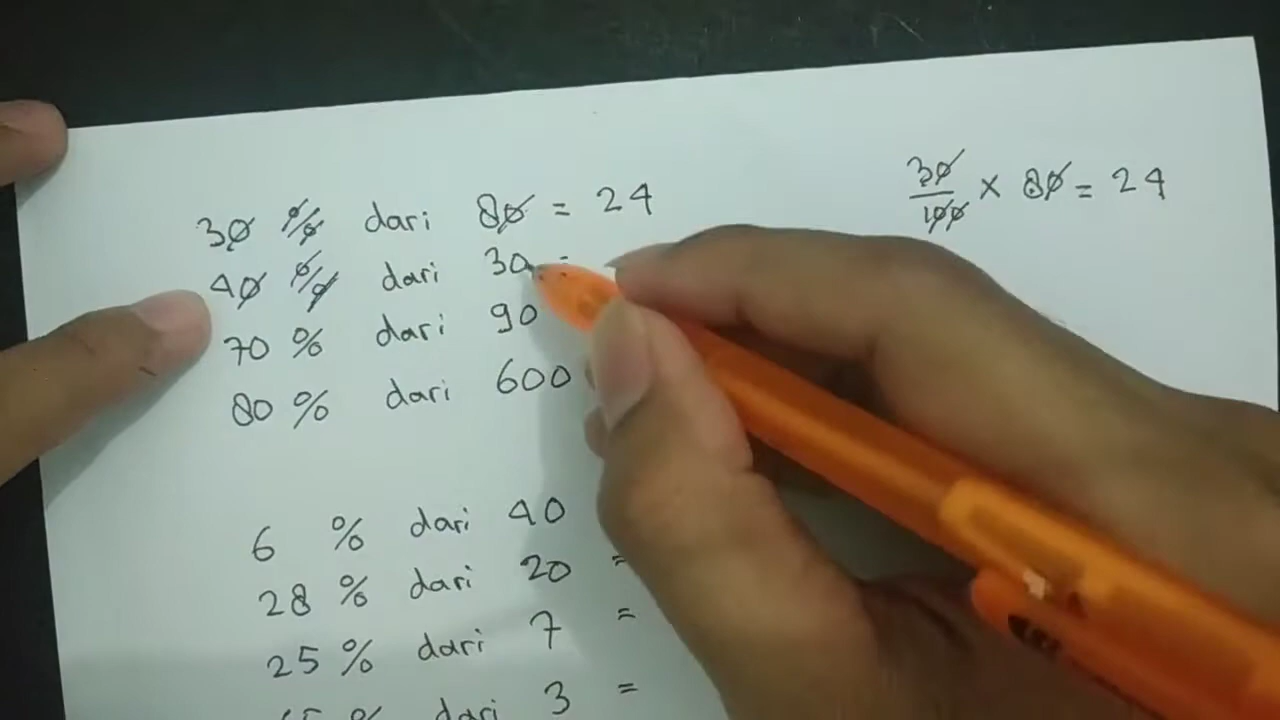 30 % dari 80 = 24
30/100 × 80 = 24
40 % dari 30 =
70 % dari 90
80 % dari 600
6 % dari 40
28 % dari 20 =
25 % dari 7 =
% dari 3 =